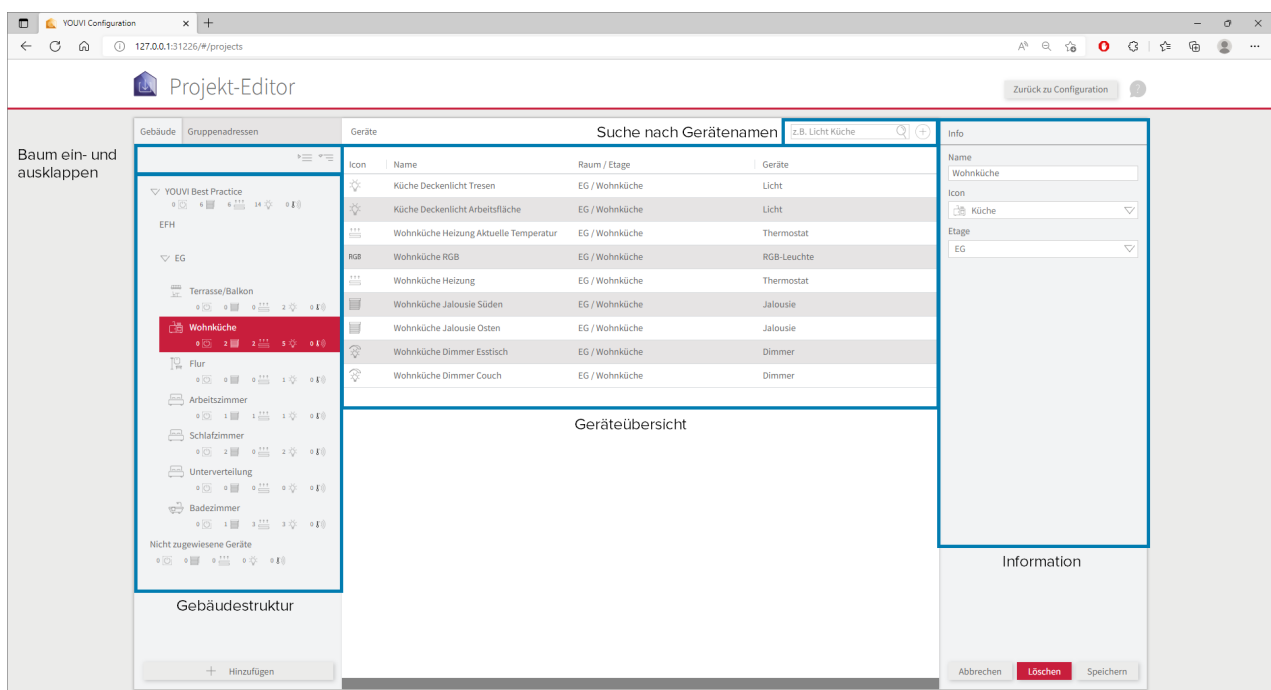 YOUVI Configuration
127.0.0.1:31226/#/projects
Projekt-Editor
Zurück zu Configuration
?
Baum ein- und
ausklappen
Gebäude Gruppenadressen
YOUVI Best Practice
0 6 6 14 0
EFH
EG
Terrasse/Balkon
0 0 0 2 0
Wohnküche
0 2 2 5 0
Flur
0 0 0 1 0
Arbeitszimmer
0 1 1 1 0
Schlafzimmer
0 2 0 2 0
Unterverteilung
0 0 0 0 0
Badezimmer
0 1 3 3 0
Nicht zugewiesene Geräte
0 0 0 0 0
Gebäudestruktur
Hinzufügen
Geräte
Suche nach Gerätenamen
z.B. Licht Küche
Icon Name Raum / Etage Geräte
Küche Deckenlicht Tresen EG / Wohnküche Licht
Küche Deckenlicht Arbeitsfläche EG / Wohnküche Licht
Wohnküche Heizung Aktuelle Temperatur EG / Wohnküche Thermostat
RGB Wohnküche RGB EG / Wohnküche RGB-Leuchte
Wohnküche Heizung EG / Wohnküche Thermostat
Wohnküche Jalousie Süden EG / Wohnküche Jalousie
Wohnküche Jalousie Osten EG / Wohnküche Jalousie
Wohnküche Dimmer Esstisch EG / Wohnküche Dimmer
Wohnküche Dimmer Couch EG / Wohnküche Dimmer
Geräteübersicht
Info
Name
Wohnküche
Icon
Küche
Etage
EG
Information
Abbrechen Löschen Speichern